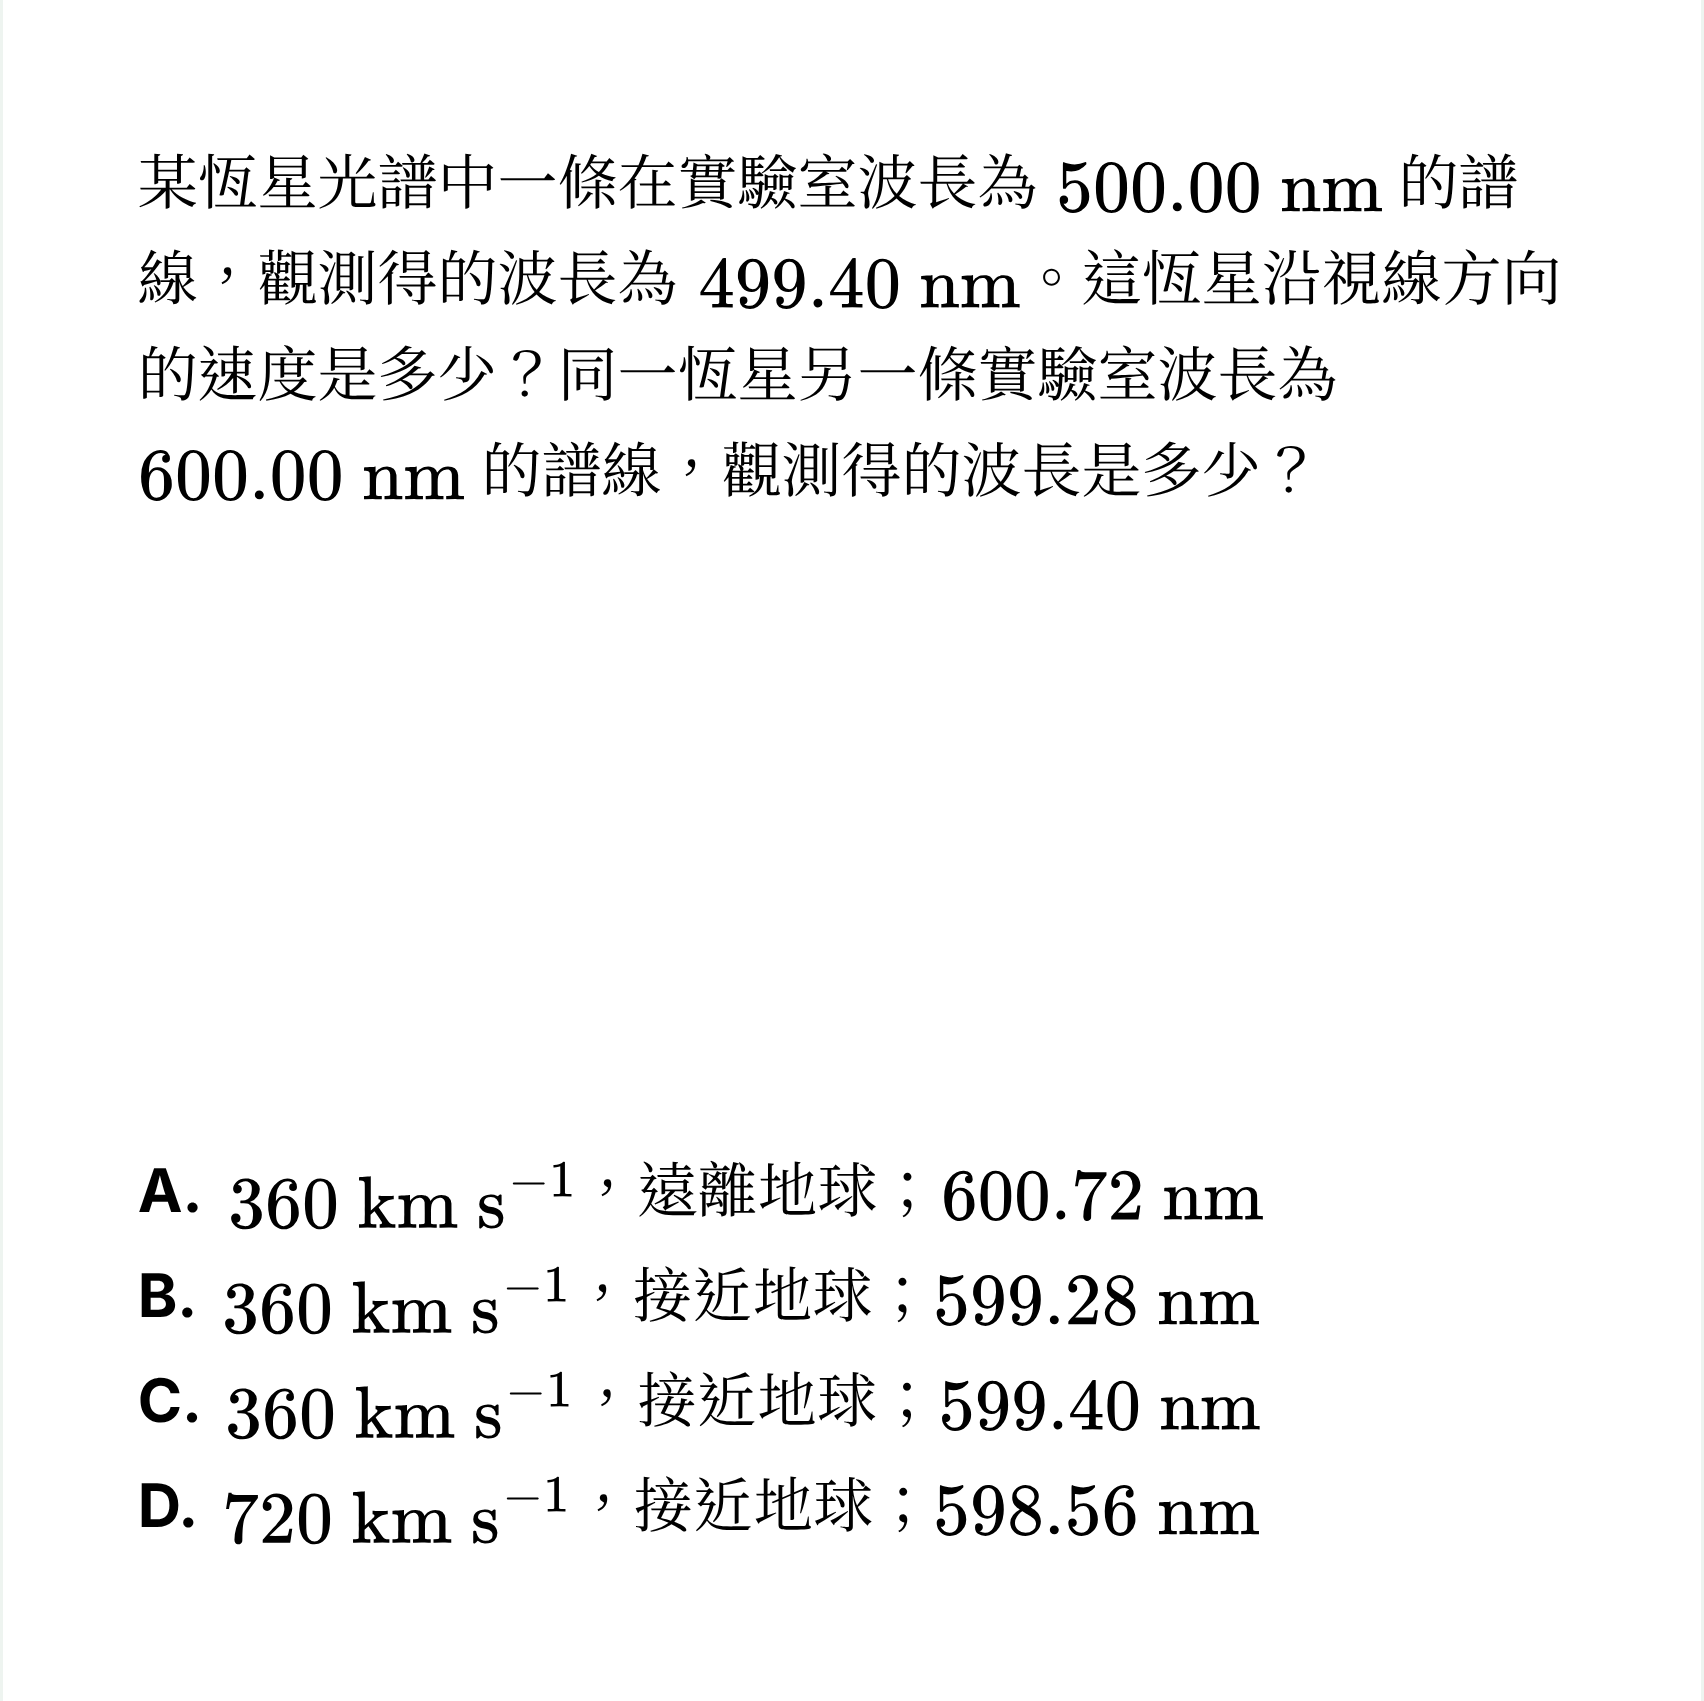 某恆星光譜中一條在實驗室波長為 500.00 nm 的譜
線，觀測得的波長為 499.40 nm。這恆星沿視線方向
的速度是多少？同一恆星另一條實驗室波長為
600.00 nm 的譜線，觀測得的波長是多少？
A. 360 km s⁻¹，遠離地球；600.72 nm
B. 360 km s⁻¹，接近地球；599.28 nm
C. 360 km s⁻¹，接近地球；599.40 nm
D. 720 km s⁻¹，接近地球；598.56 nm